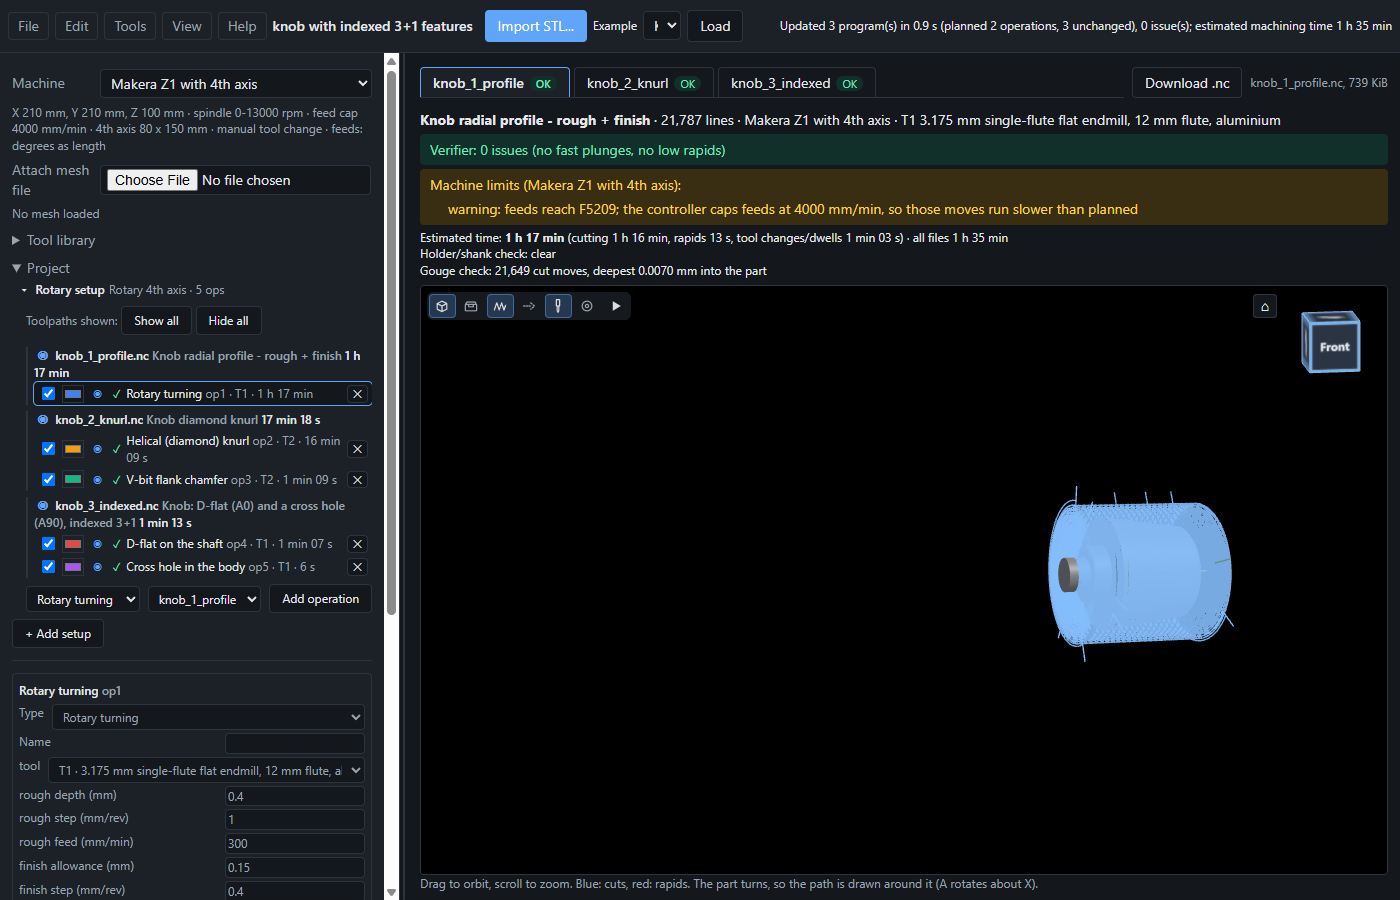 File Edit Tools View Help knob with indexed 3+1 features Import STL... Example Load Updated 3 program(s) in 0.9 s (planned 2 operations, 3 unchanged), 0 issue(s); estimated machining time 1 h 35 min
Machine Makera Z1 with 4th axis
X 210 mm, Y 210 mm, Z 100 mm · spindle 0-13000 rpm · feed cap
4000 mm/min · 4th axis 80 x 150 mm · manual tool change · feeds:
degrees as length
Attach mesh
file Choose File No file chosen
No mesh loaded
Tool library
Project
Rotary setup Rotary 4th axis · 5 ops
Toolpaths shown: Show all Hide all
knob_1_profile.nc Knob radial profile - rough + finish 1 h
17 min
Rotary turning op1 · T1 · 1 h 17 min
knob_2_knurl.nc Knob diamond knurl 17 min 18 s
Helical (diamond) knurl op2 · T2 · 16 min
09 s
V-bit flank chamfer op3 · T2 · 1 min 09 s
knob_3_indexed.nc Knob: D-flat (A0) and a cross hole
(A90), indexed 3+1 1 min 13 s
D-flat on the shaft op4 · T1 · 1 min 07 s
Cross hole in the body op5 · T1 · 6 s
Rotary turning knob_1_profile Add operation
+ Add setup
Rotary turning op1
Type Rotary turning
Name
tool T1 · 3.175 mm single-flute flat endmill, 12 mm flute, a
rough depth (mm) 0.4
rough step (mm/rev) 1
rough feed (mm/min) 300
finish allowance (mm) 0.15
finish step (mm/rev) 0.4
knob_1_profile OK knob_2_knurl OK knob_3_indexed OK Download .nc knob_1_profile.nc, 739 KiB
Knob radial profile - rough + finish · 21,787 lines · Makera Z1 with 4th axis · T1 3.175 mm single-flute flat endmill, 12 mm flute, aluminium
Verifier: 0 issues (no fast plunges, no low rapids)
Machine limits (Makera Z1 with 4th axis):
warning: feeds reach F5209; the controller caps feeds at 4000 mm/min, so those moves run slower than planned
Estimated time: 1 h 17 min (cutting 1 h 16 min, rapids 13 s, tool changes/dwells 1 min 03 s) · all files 1 h 35 min
Holder/shank check: clear
Gouge check: 21,649 cut moves, deepest 0.0070 mm into the part
Front
Drag to orbit, scroll to zoom. Blue: cuts, red: rapids. The part turns, so the path is drawn around it (A rotates about X).